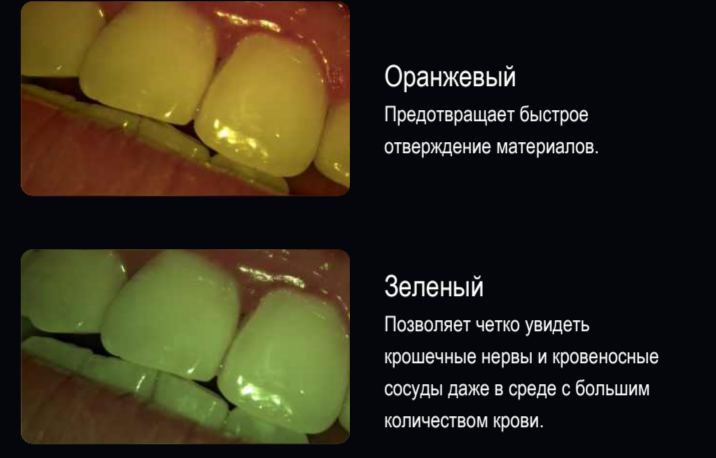 Оранжевый
Предотвращает быстрое
отверждение материалов.
Зеленый
Позволяет четко увидеть
крошечные нервы и кровеносные
сосуды даже в среде с большим
количеством крови.